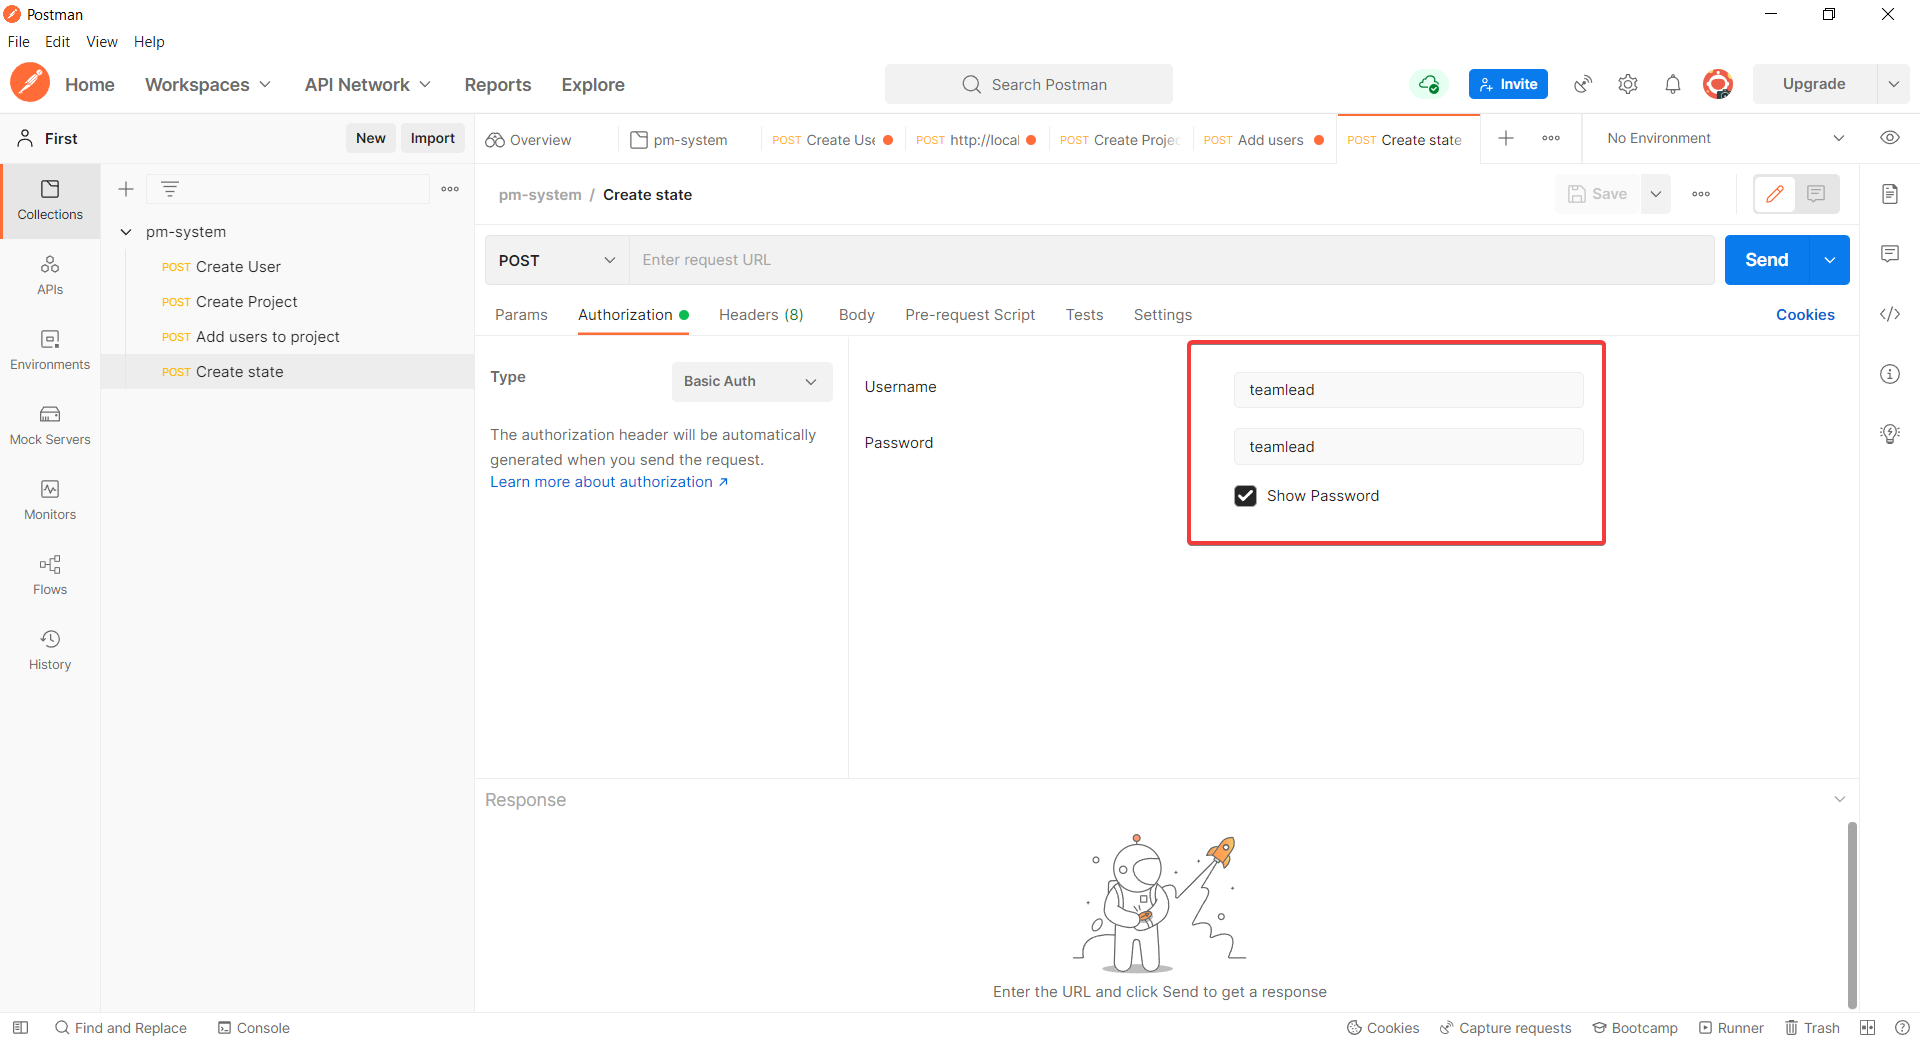 Postman
File Edit View Help
Home Workspaces API Network Reports Explore Search Postman Invite Upgrade
First New Import Overview pm-system POST Create Use POST http://local POST Create Projec POST Add users POST Create state No Environment
pm-system / Create state Save
Collections
pm-system
POST Create User
POST Create Project
POST Add users to project
POST Create state
APIs
Environments
Mock Servers
Monitors
Flows
History
POST Enter request URL Send
Params Authorization Headers (8) Body Pre-request Script Tests Settings Cookies
Type Basic Auth
The authorization header will be automatically
generated when you send the request.
Learn more about authorization ↗
Username teamlead
Password teamlead
Show Password
Response
Enter the URL and click Send to get a response
Find and Replace Console Cookies Capture requests Bootcamp Runner Trash